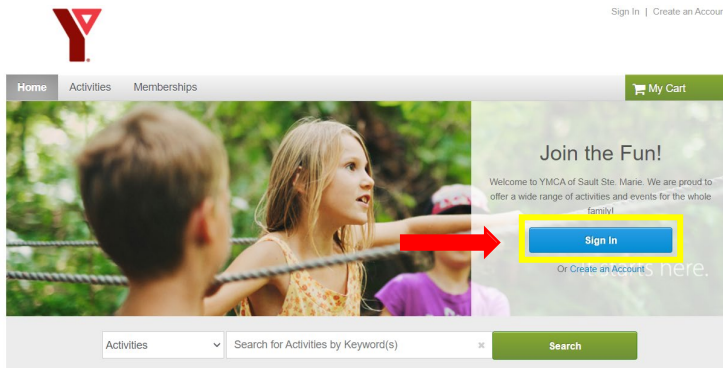 Sign In | Create an Accour
Home Activities Memberships
My Cart
Join the Fun!
Welcome to YMCA of Sault Ste. Marie. We are proud to
offer a wide range of activities and events for the whole
family!
Sign In
Or Create an Account
here.
Activities
Search for Activities by Keyword(s)
Search